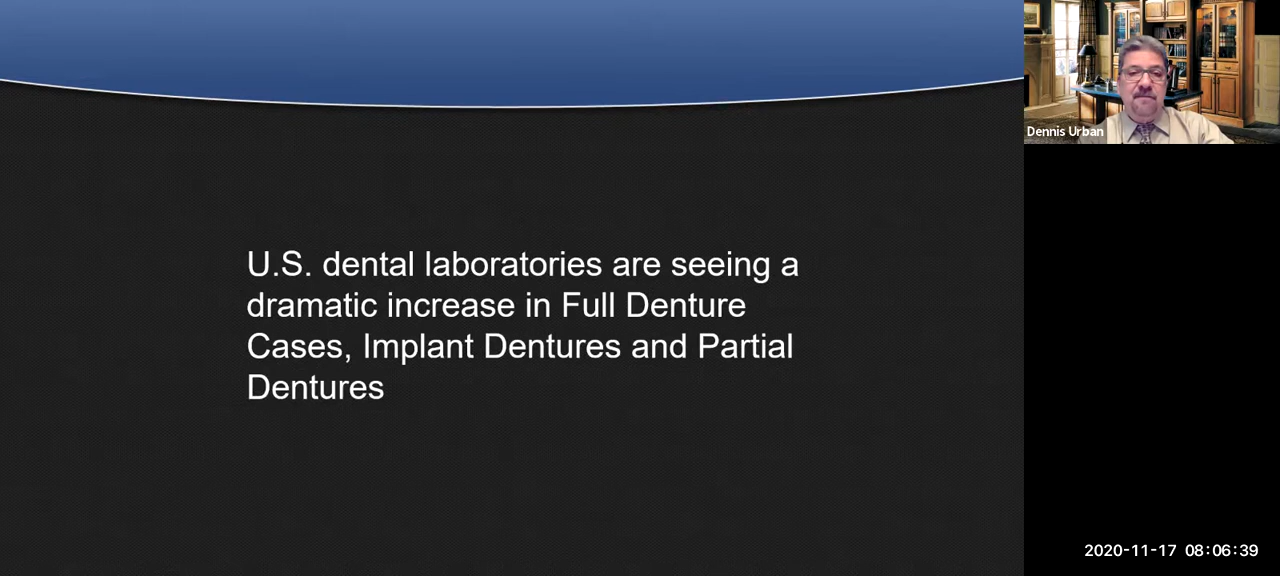 U.S. dental laboratories are seeing a
dramatic increase in Full Denture
Cases, Implant Dentures and Partial
Dentures
Dennis Urban
2020-11-17 08:06:39